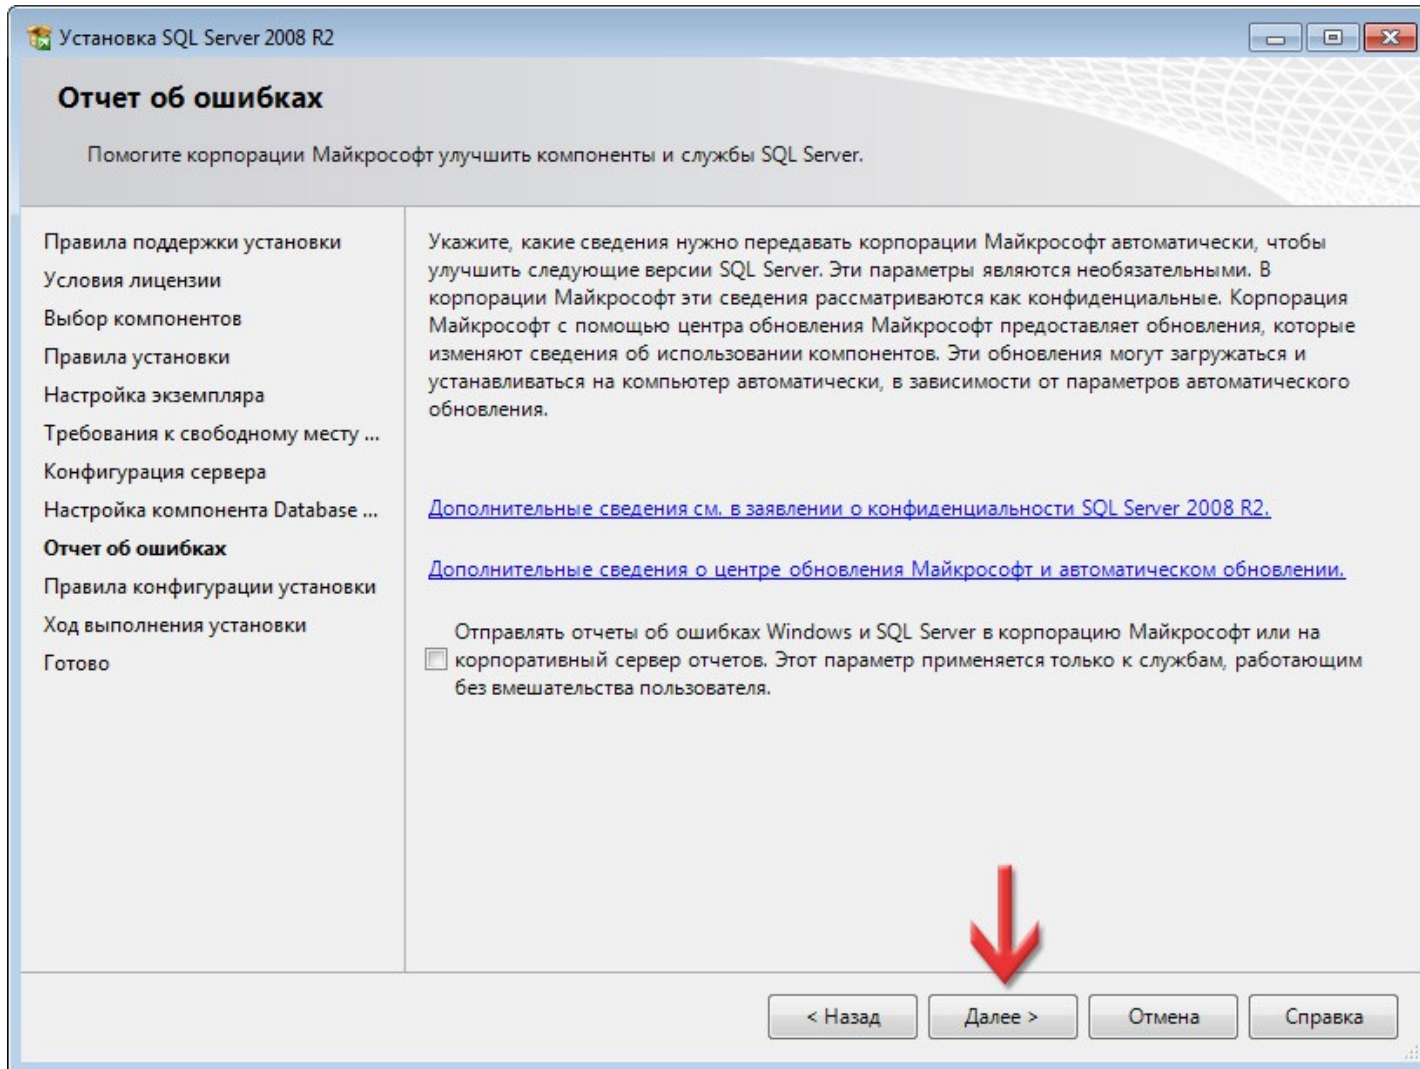 Установка SQL Server 2008 R2
Отчет об ошибках
Помогите корпорации Майкрософт улучшить компоненты и службы SQL Server.
Правила поддержки установки
Условия лицензии
Выбор компонентов
Правила установки
Настройка экземпляра
Требования к свободному месту ...
Конфигурация сервера
Настройка компонента Database ...
Отчет об ошибках
Правила конфигурации установки
Ход выполнения установки
Готово
Укажите, какие сведения нужно передавать корпорации Майкрософт автоматически, чтобы
улучшить следующие версии SQL Server. Эти параметры являются необязательными. В
корпорации Майкрософт эти сведения рассматриваются как конфиденциальные. Корпорация
Майкрософт с помощью центра обновления Майкрософт предоставляет обновления, которые
изменяют сведения об использовании компонентов. Эти обновления могут загружаться и
устанавливаться на компьютер автоматически, в зависимости от параметров автоматического
обновления.
Дополнительные сведения см. в заявлении о конфиденциальности SQL Server 2008 R2.
Дополнительные сведения о центре обновления Майкрософт и автоматическом обновлении.
Отправлять отчеты об ошибках Windows и SQL Server в корпорацию Майкрософт или на
корпоративный сервер отчетов. Этот параметр применяется только к службам, работающим
без вмешательства пользователя.
< Назад
Далее >
Отмена
Справка